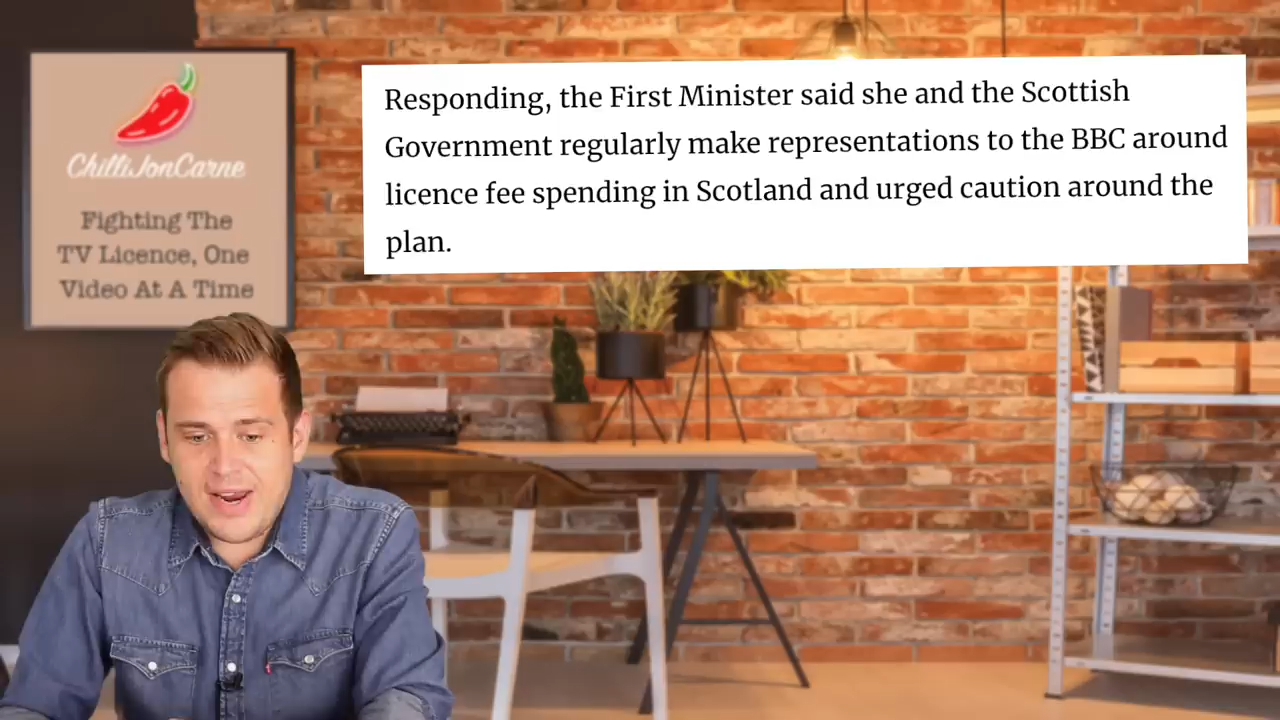 ChilliJonCarne
Fighting The
TV Licence, One
Video At A Time
Responding, the First Minister said she and the Scottish
Government regularly make representations to the BBC around
licence fee spending in Scotland and urged caution around the
plan.